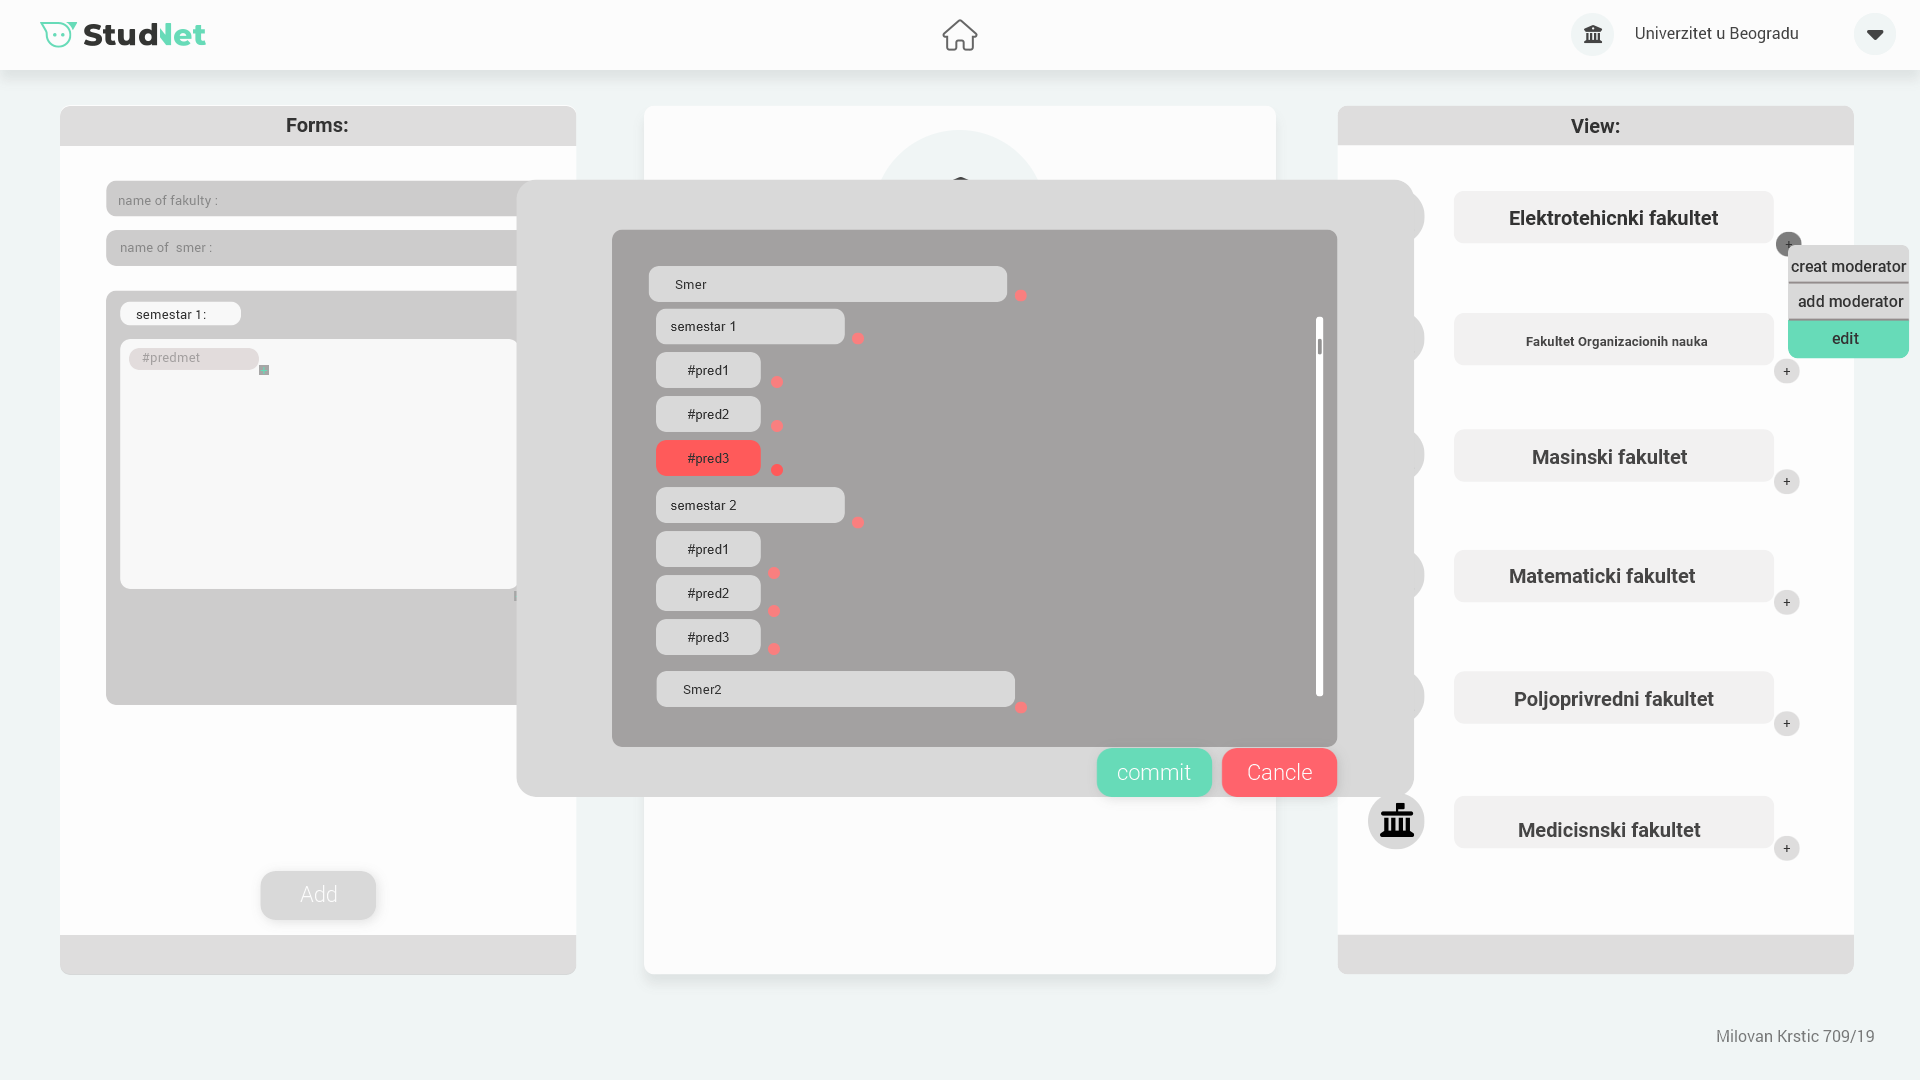 StudNet
Univerzitet u Beogradu
Forms:
name of fakulty :
name of  smer :
semestar 1:
#predmet
Add
Smer
semestar 1
#pred1
#pred2
#pred3
semestar 2
#pred1
#pred2
#pred3
Smer2
commit
Cancle
View:
Elektrotehicnki fakultet
+
creat moderator
add moderator
edit
Fakultet Organizacionih nauka
+
Masinski fakultet
+
Matematicki fakultet
+
Poljoprivredni fakultet
+
Medicisnski fakultet
+
Milovan Krstic 709/19